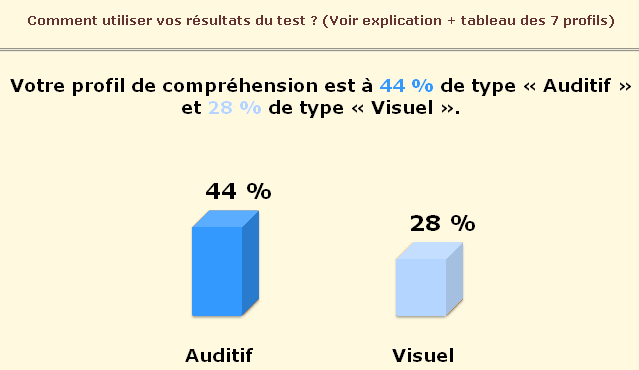 Comment utiliser vos résultats du test ? (Voir explication + tableau des 7 profils)
Votre profil de compréhension est à 44 % de type « Auditif »
et 28 % de type « Visuel ».
44 %
28 %
Auditif
Visuel